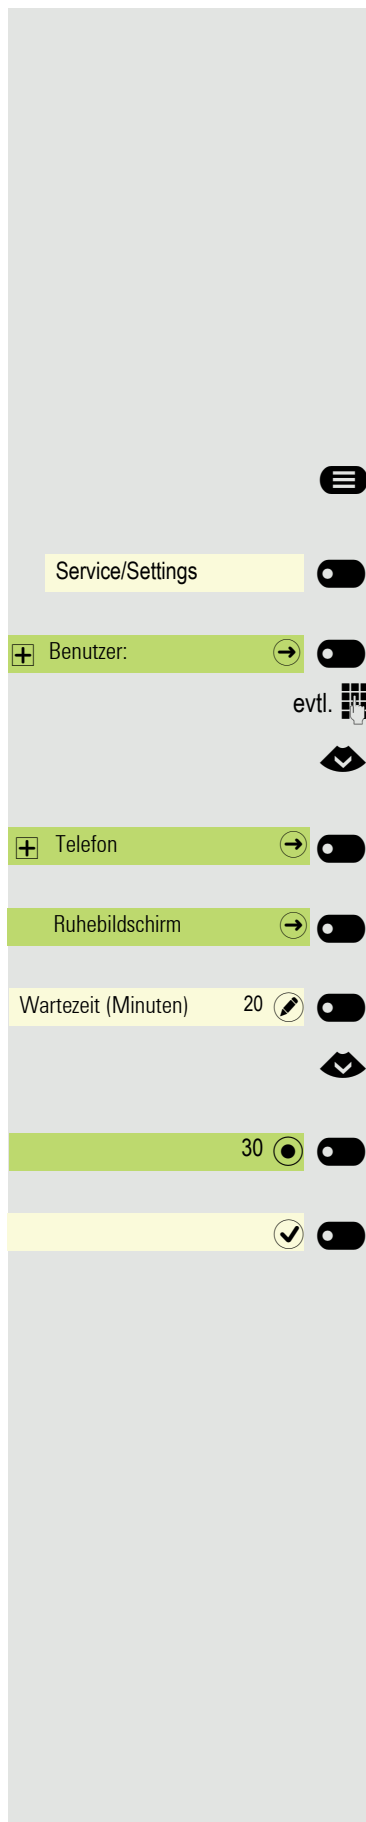 Service/Settings
Benutzer:
evtl.
Telefon
Ruhebildschirm
Wartezeit (Minuten) 20
30